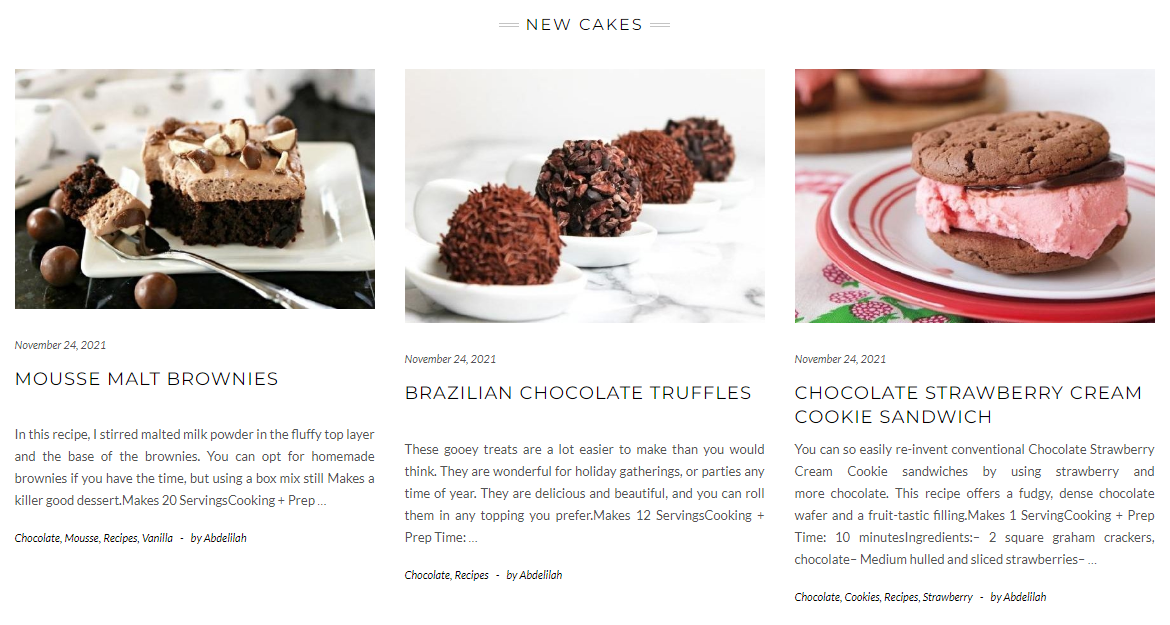 NEW CAKES
November 24, 2021
MOUSSE MALT BROWNIES
In this recipe, I stirred malted milk powder in the fluffy top layer
and the base of the brownies. You can opt for homemade
brownies if you have the time, but using a box mix still Makes a
killer good dessert.Makes 20 ServingsCooking + Prep …
Chocolate, Mousse, Recipes, Vanilla - by Abdelilah
November 24, 2021
BRAZILIAN CHOCOLATE TRUFFLES
These gooey treats are a lot easier to make than you would
think. They are wonderful for holiday gatherings, or parties any
time of year. They are delicious and beautiful, and you can roll
them in any topping you prefer.Makes 12 ServingsCooking +
Prep Time: …
Chocolate, Recipes - by Abdelilah
November 24, 2021
CHOCOLATE STRAWBERRY CREAM
COOKIE SANDWICH
You can so easily re-invent conventional Chocolate Strawberry
Cream Cookie sandwiches by using strawberry and
more chocolate. This recipe offers a fudgy, dense chocolate
wafer and a fruit-tastic filling.Makes 1 ServingCooking + Prep
Time: 10 minutesIngredients:– 2 square graham crackers,
chocolate– Medium hulled and sliced strawberries– …
Chocolate, Cookies, Recipes, Strawberry - by Abdelilah